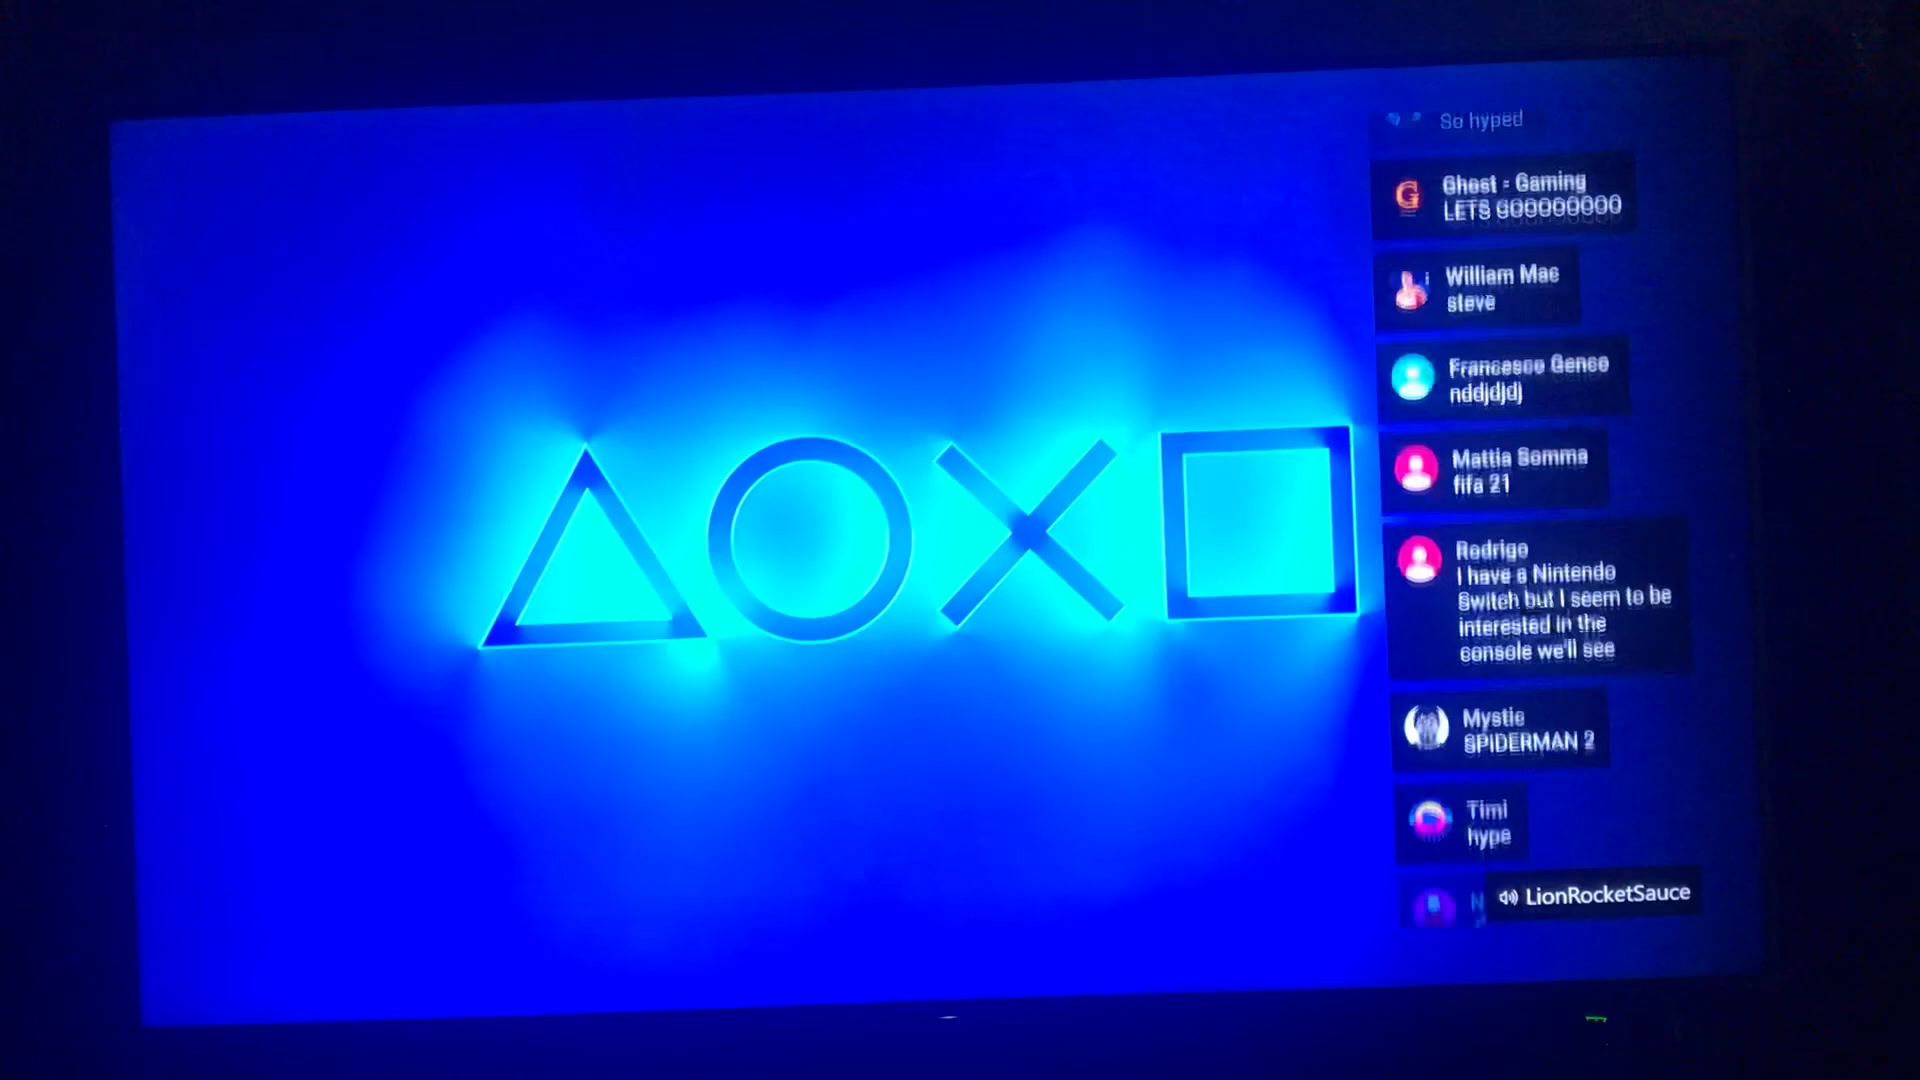 So hyped
Ghost - Gaming
LETS GOOOOOOOO
William Mac
steve
Francesco Genco
nddjdjdj
Mattia Somma
fifa 21
Rodrigo
I have a Nintendo
Switch but I seem to be
interested in the
console we'll see
Mystic
SPIDERMAN 2
Timi
hype
N
LionRocketSauce